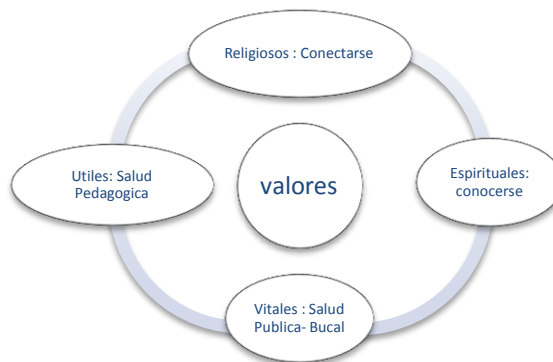 Religiosos : Conectarse
Utiles: Salud
Pedagogica
valores
Espirituales:
conocerse
Vitales : Salud
Publica- Bucal